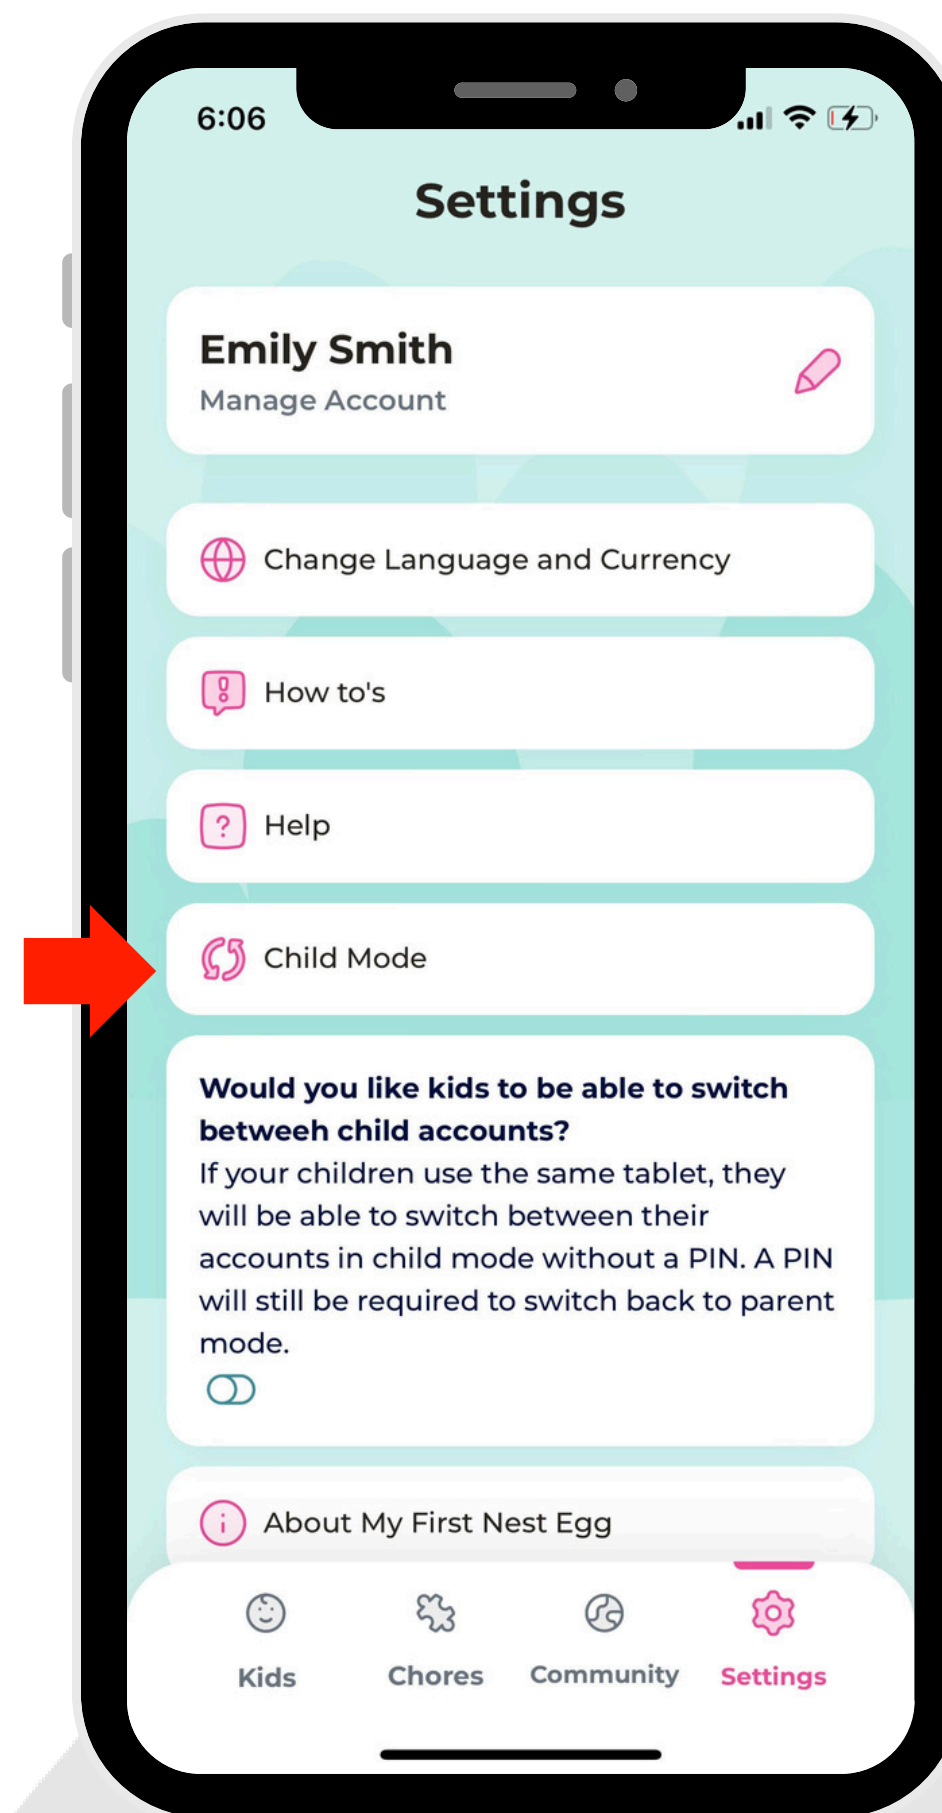 6:06
Settings
Emily Smith
Manage Account
Change Language and Currency
How to's
?
Help
Child Mode
Would you like kids to be able to switch
betweeh child accounts?
If your children use the same tablet, they
will be able to switch between their
accounts in child mode without a PIN. A PIN
will still be required to switch back to parent
mode.
About My First Nest Egg
Kids
Chores
Community
Settings